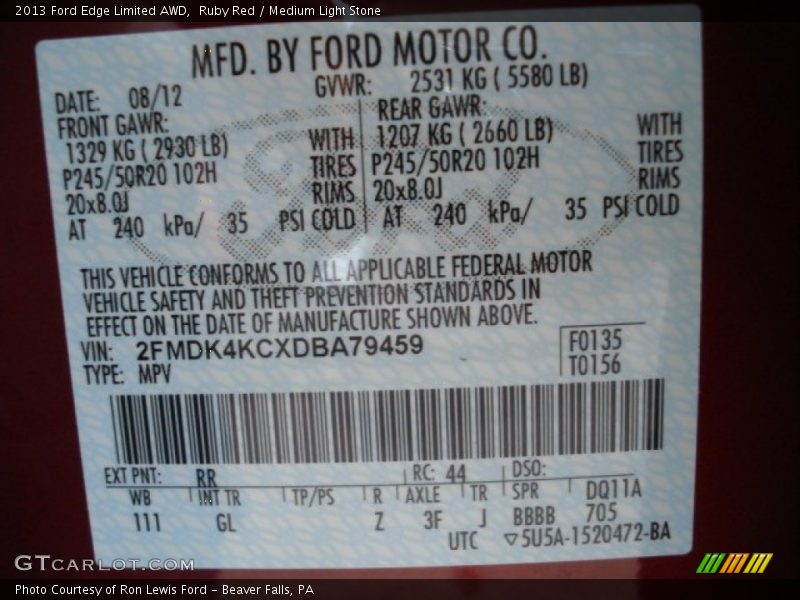 2013 Ford Edge Limited AWD, Ruby Red / Medium Light Stone
MFD. BY FORD MOTOR CO.
DATE: 08/12 GVWR: 2531 KG ( 5580 LB)
FRONT GAWR: REAR GAWR:
1329 KG ( 2930 LB) WITH 1207 KG ( 2660 LB) WITH
P245/50R20 102H TIRES P245/50R20 102H TIRES
20x8.0J RIMS 20x8.0J RIMS
AT 240 kPa/ 35 PSI COLD AT 240 kPa/ 35 PSI COLD
THIS VEHICLE CONFORMS TO ALL APPLICABLE FEDERAL MOTOR
VEHICLE SAFETY AND THEFT PREVENTION STANDARDS IN
EFFECT ON THE DATE OF MANUFACTURE SHOWN ABOVE.
VIN: 2FMDK4KCXDBA79459 F0135
TYPE: MPV T0156
EXT PNT: RR RC: 44 DSO:
WB INT TR TP/PS R AXLE TR SPR DQ11A
111 GL Z 3F J BBBB 705
UTC ▽5U5A-1520472-BA
GTCARLOT.COM
Photo Courtesy of Ron Lewis Ford - Beaver Falls, PA